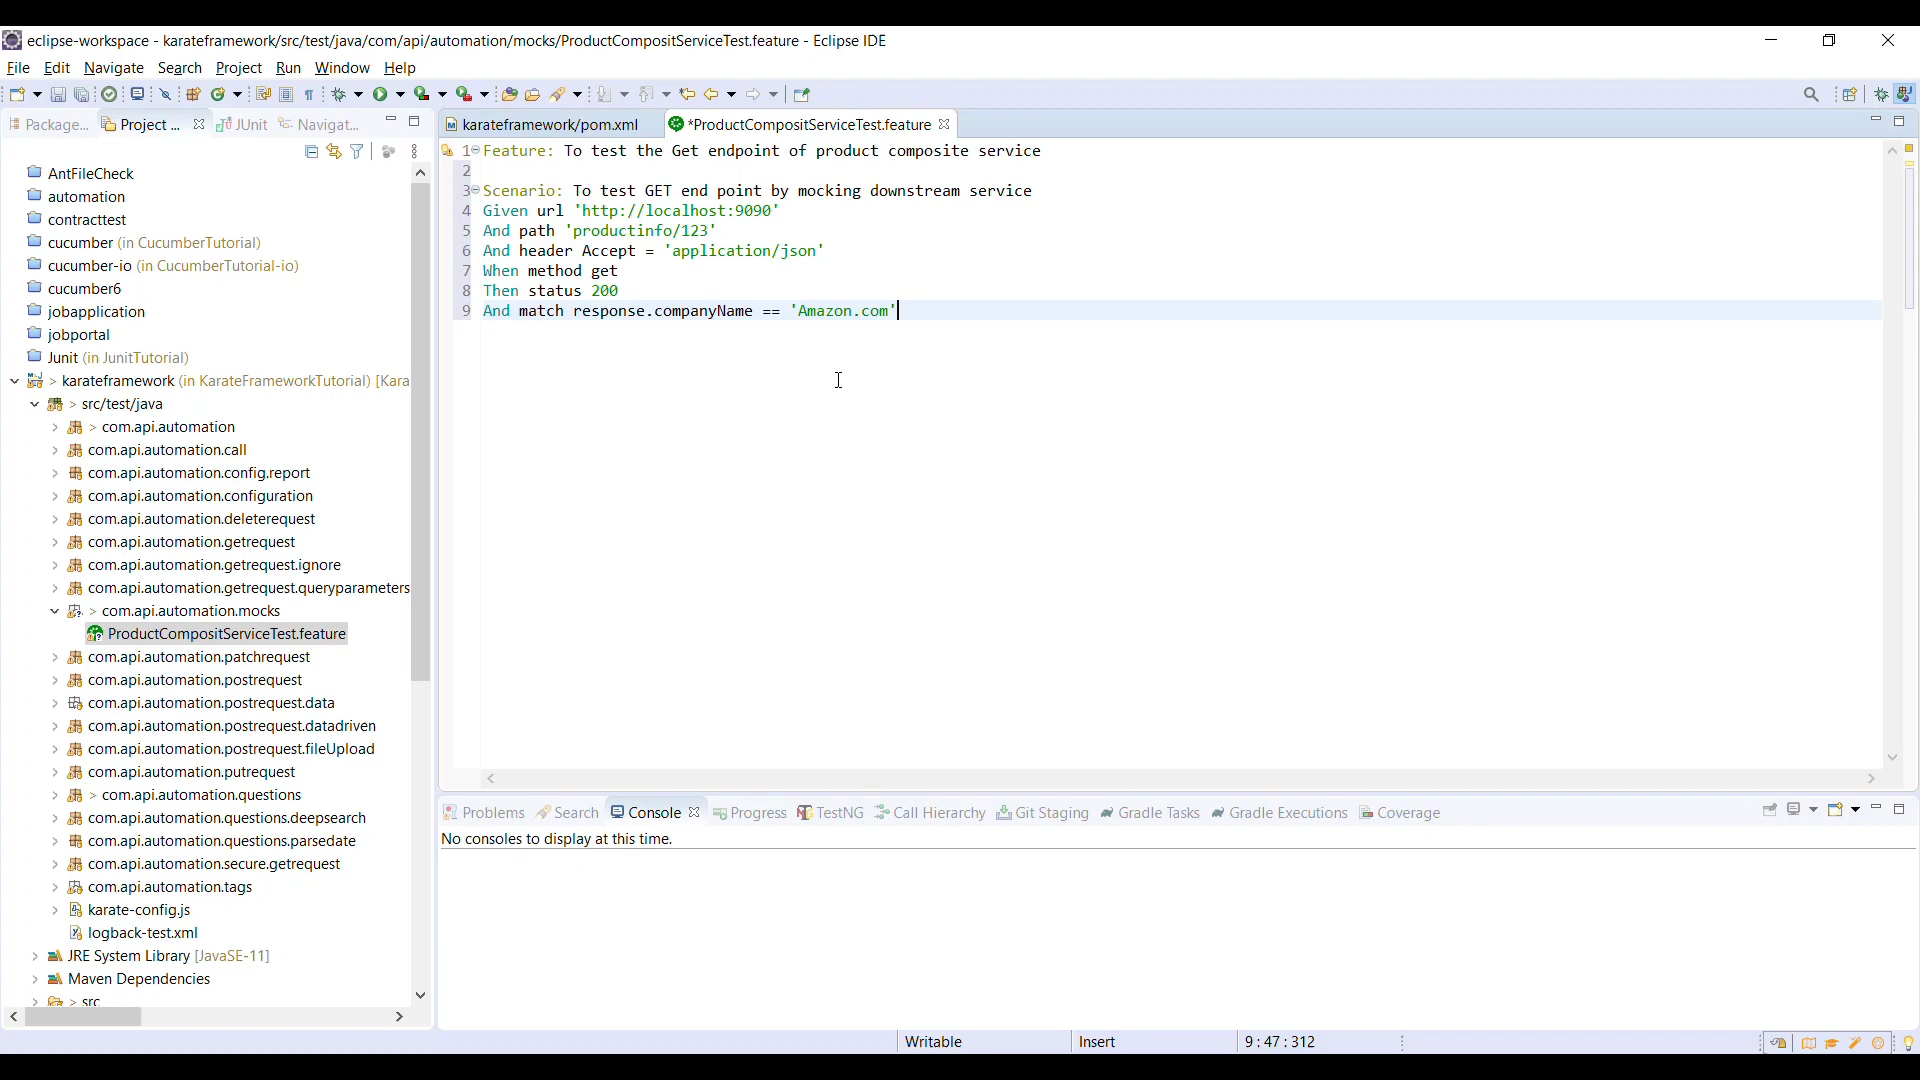 eclipse-workspace - karateframework/src/test/java/com/api/automation/mocks/ProductCompositServiceTest.feature - Eclipse IDE
File Edit Navigate Search Project Run Window Help
Package... Project ... JUnit Navigat...
karateframework/pom.xml *ProductCompositServiceTest.feature
AntFileCheck
automation
contracttest
cucumber (in CucumberTutorial)
cucumber-io (in CucumberTutorial-io)
cucumber6
jobapplication
jobportal
Junit (in JunitTutorial)
> karateframework (in KarateFrameworkTutorial) [Kara
> src/test/java
> com.api.automation
com.api.automation.call
com.api.automation.config.report
com.api.automation.configuration
com.api.automation.deleterequest
com.api.automation.getrequest
com.api.automation.getrequest.ignore
com.api.automation.getrequest.queryparameters
> com.api.automation.mocks
ProductCompositServiceTest.feature
com.api.automation.patchrequest
com.api.automation.postrequest
com.api.automation.postrequest.data
com.api.automation.postrequest.datadriven
com.api.automation.postrequest.fileUpload
com.api.automation.putrequest
> com.api.automation.questions
com.api.automation.questions.deepsearch
com.api.automation.questions.parsedate
com.api.automation.secure.getrequest
com.api.automation.tags
karate-config.js
logback-test.xml
JRE System Library [JavaSE-11]
Maven Dependencies
> src
1 Feature: To test the Get endpoint of product composite service
2
3 Scenario: To test GET end point by mocking downstream service
4 Given url 'http://localhost:9090'
5 And path 'productinfo/123'
6 And header Accept = 'application/json'
7 When method get
8 Then status 200
9 And match response.companyName == 'Amazon.com'
Problems Search Console Progress TestNG Call Hierarchy Git Staging Gradle Tasks Gradle Executions Coverage
No consoles to display at this time.
Writable Insert 9 : 47 : 312